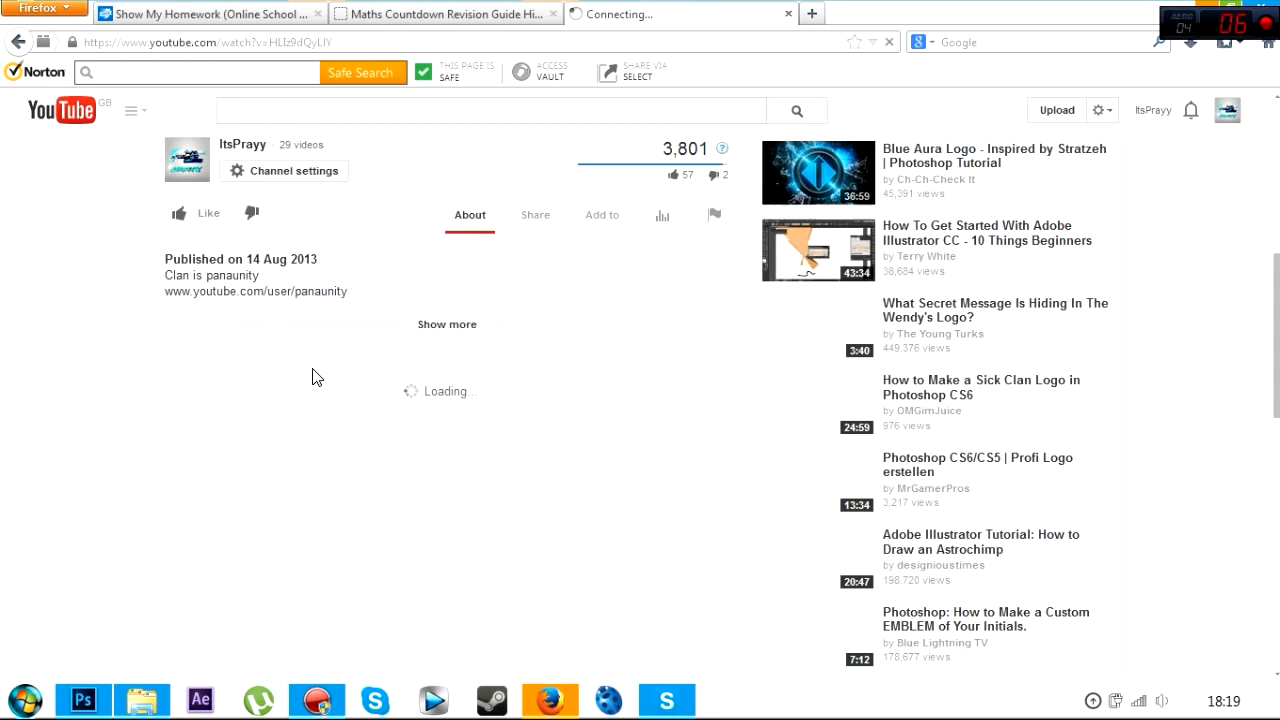 Firefox
Show My Homework (Online School ...
Maths Countdown Revision Guide Hi...
Connecting...
AERO
04
06
https://www.youtube.com/watch?v=HLIz9dQyLlY
Google
Norton
Safe Search
THIS PAGE IS
SAFE
ACCESS
VAULT
SHARE VIA
SELECT
YouTube GB
Upload
ItsPrayy
ItsPrayy · 29 videos
Channel settings
3,801
57
2
Like
About
Share
Add to
Published on 14 Aug 2013
Clan is panaunity
www.youtube.com/user/panaunity
Show more
Loading...
36:59
Blue Aura Logo - Inspired by Stratzeh
| Photoshop Tutorial
by Ch-Ch-Check It
45,391 views
43:34
How To Get Started With Adobe
Illustrator CC - 10 Things Beginners
by Terry White
38,684 views
3:40
What Secret Message Is Hiding In The
Wendy's Logo?
by The Young Turks
449,376 views
24:59
How to Make a Sick Clan Logo in
Photoshop CS6
by OMGimJuice
976 views
13:34
Photoshop CS6/CS5 | Profi Logo
erstellen
by MrGamerPros
3,217 views
20:47
Adobe Illustrator Tutorial: How to
Draw an Astrochimp
by designioustimes
198,720 views
7:12
Photoshop: How to Make a Custom
EMBLEM of Your Initials.
by Blue Lightning TV
178,677 views
Ps
Ae
S
S
18:19